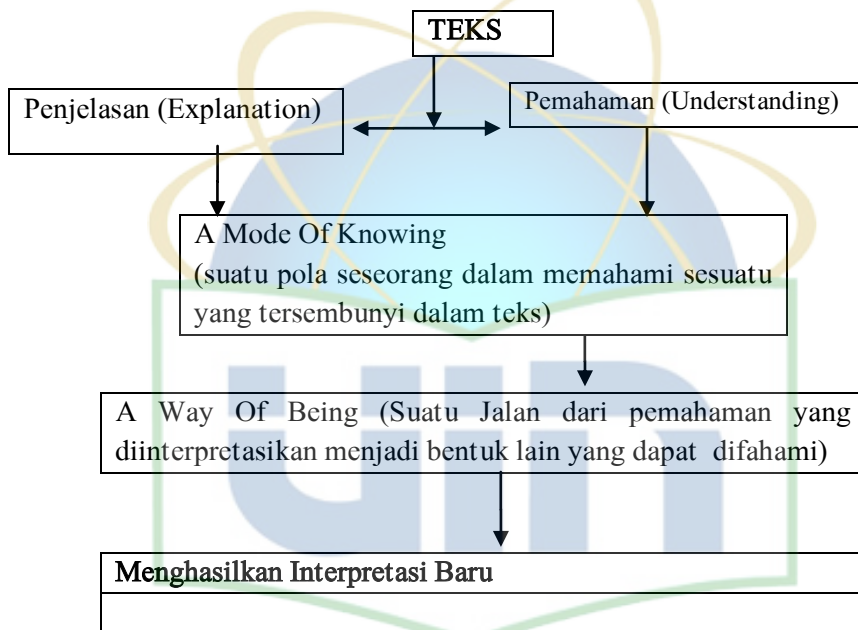 TEKS
Penjelasan (Explanation)
Pemahaman (Understanding)
A Mode Of Knowing
(suatu pola seseorang dalam memahami sesuatu
yang tersembunyi dalam teks)
A Way Of Being (Suatu Jalan dari pemahaman yang
diinterpretasikan menjadi bentuk lain yang dapat difahami)
Menghasilkan Interpretasi Baru
uin